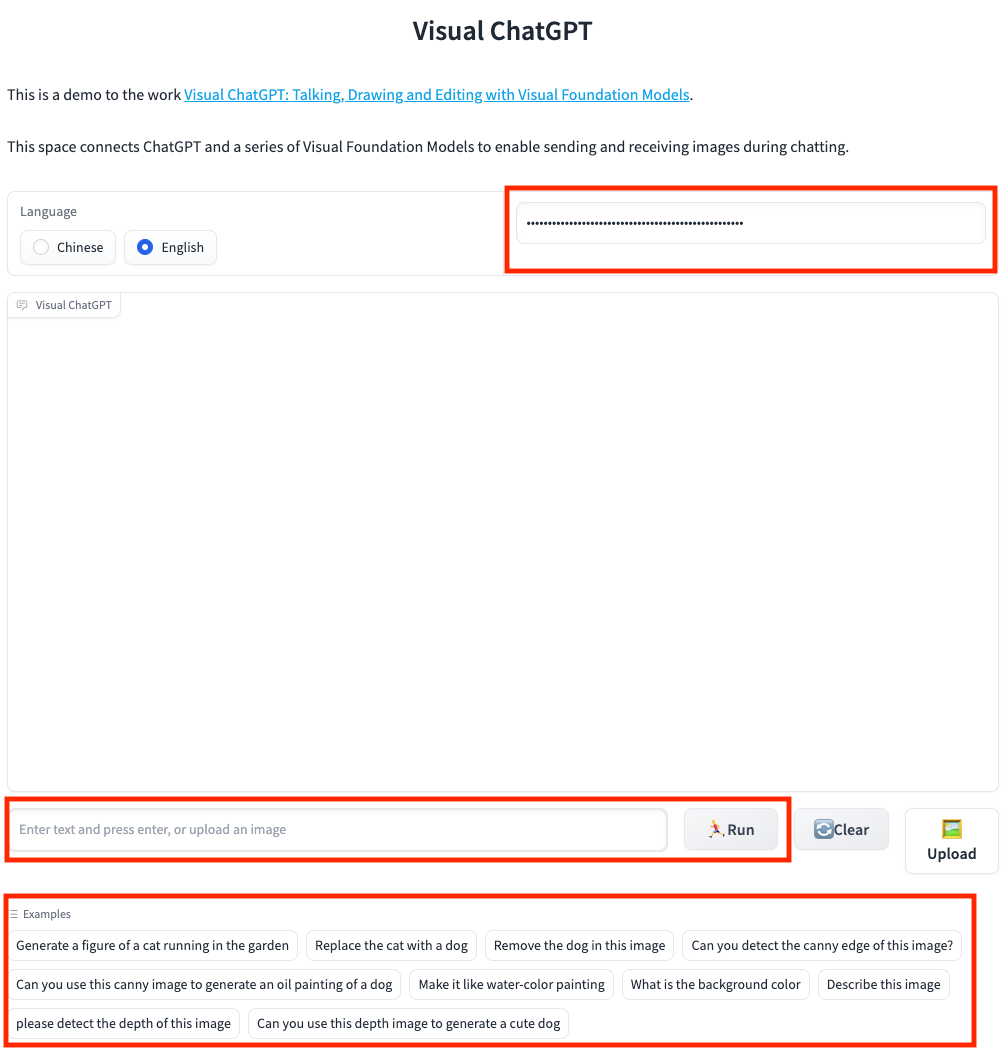 Visual ChatGPT
This is a demo to the work Visual ChatGPT: Talking, Drawing and Editing with Visual Foundation Models.
This space connects ChatGPT and a series of Visual Foundation Models to enable sending and receiving images during chatting.
Language
Chinese English
Visual ChatGPT
Enter text and press enter, or upload an image
Run
Clear
Upload
Examples
Generate a figure of a cat running in the garden Replace the cat with a dog Remove the dog in this image Can you detect the canny edge of this image?
Can you use this canny image to generate an oil painting of a dog Make it like water-color painting What is the background color Describe this image
please detect the depth of this image Can you use this depth image to generate a cute dog